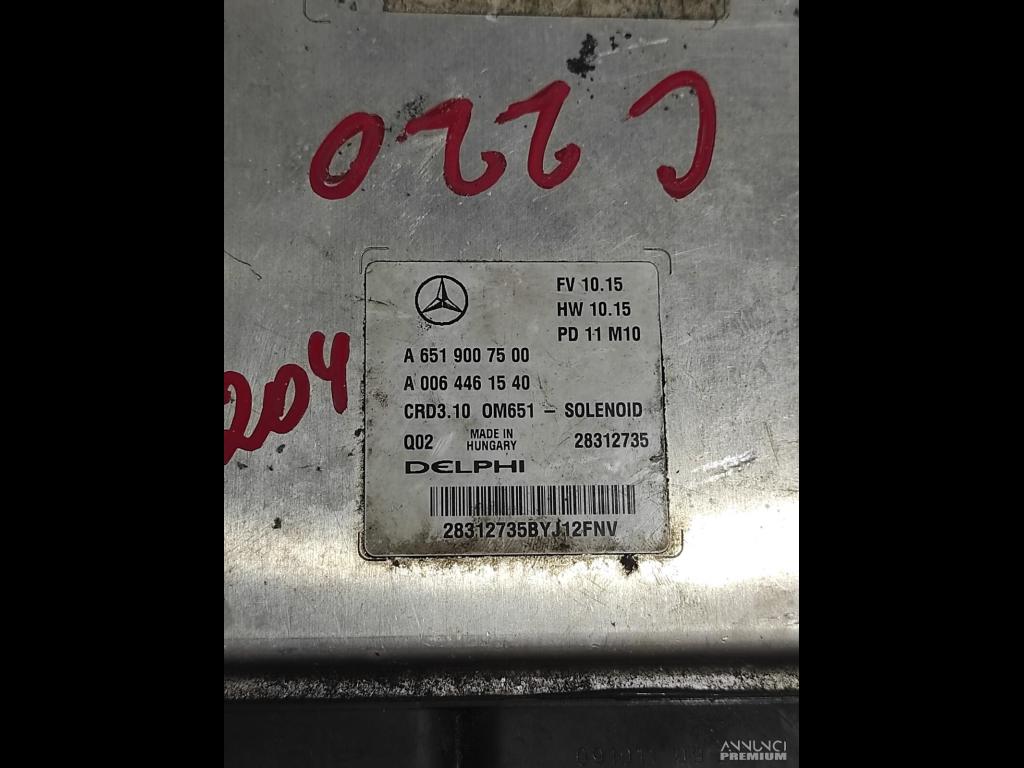 C220
204
FV 10.15
HW 10.15
PD 11 M10
A 651 900 75 00
A 006 446 15 40
CRD3.10 OM651 – SOLENOID
Q02 MADE IN HUNGARY 28312735
DELPHI
28312735BYJ12FNV
ANNUNCI
PREMIUM